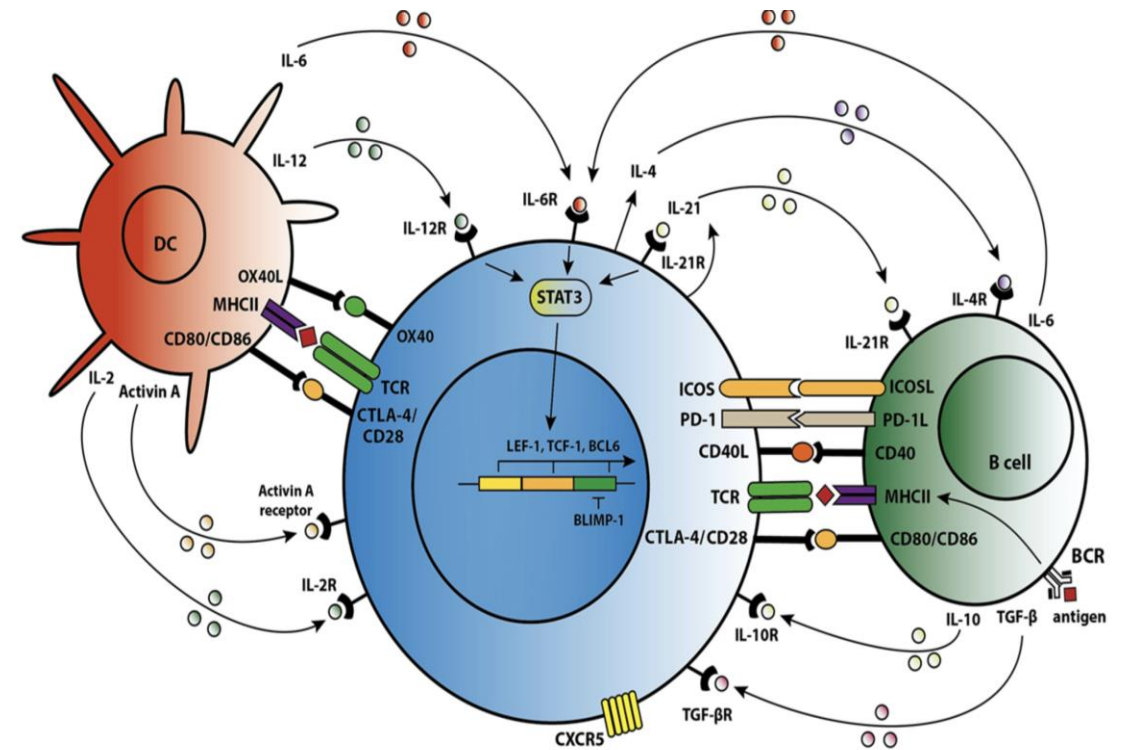 IL-6
IL-12
IL-6R
IL-4
IL-21
IL-12R
IL-21R
DC
STAT3
OX40L
MHCII
CD80/CD86
OX40
TCR
CTLA-4/
CD28
IL-2
Activin A
IL-4R
IL-6
IL-21R
ICOS
ICOSL
PD-1
PD-1L
CD40L
CD40
B cell
TCR
MHCII
CTLA-4/CD28
CD80/CD86
LEF-1, TCF-1, BCL6
BLIMP-1
Activin A
receptor
IL-2R
BCR
antigen
IL-10
TGF-β
IL-10R
TGF-βR
CXCR5